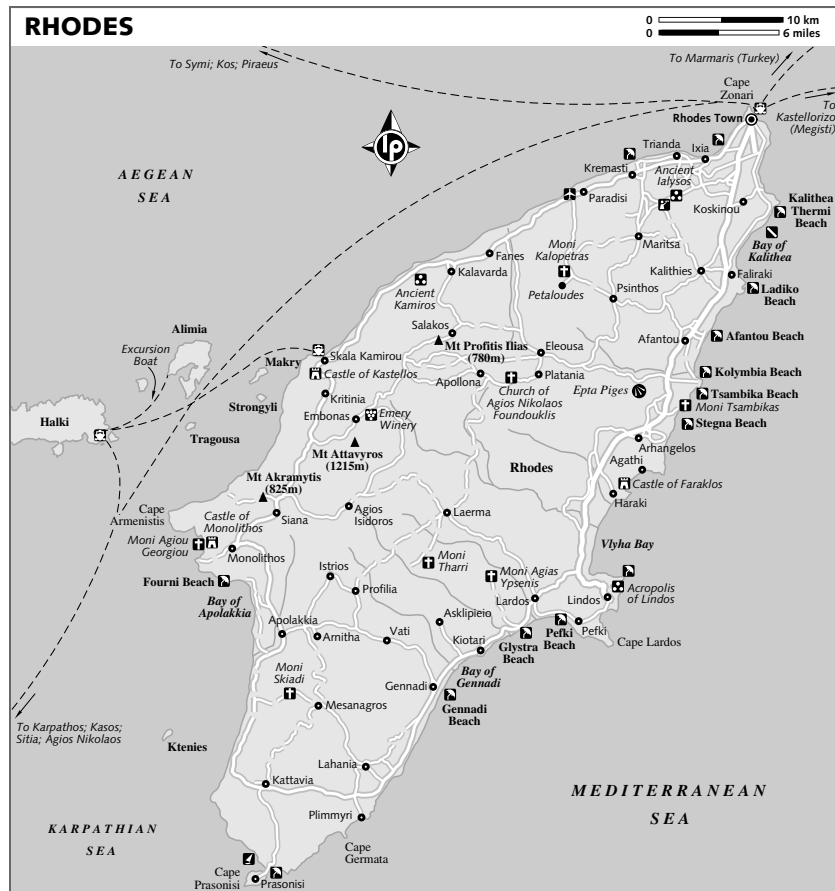 RHODES
0 10 km
0 6 miles
To Symi; Kos; Piraeus
To Marmaris (Turkey)
Cape
Zonari
To
Kastellorizo
(Megisti)
Rhodes Town
lp
AEGEAN
SEA
Trianda
Ixia
Kremasti
Ancient
Ialysos
Paradisi
Koskinou
Kalithea
Thermi
Beach
Maritsa
Bay of
Kalithea
Moni
Kalopetras
Fanes
Kalavarda
Kalithies
Faliraki
Petaloudes
Psinthos
Ladiko
Beach
Ancient
Kamiros
Salakos
Alimia
Mt Profitis Ilias
(780m)
Eleousa
Afantou
Afantou Beach
Excursion
Boat
Makry
Skala Kamirou
Castle of Kastellos
Apollona
Platania
Kolymbia Beach
Church of
Agios Nikolaos
Foundouklis
Epta Piges
Tsambika Beach
Moni Tsambikas
Kritinia
Strongyli
Embonas
Emery
Winery
Stegna Beach
Halki
Tragousa
Arhangelos
Mt Attavyros
(1215m)
Rhodes
Agathi
Mt Akramytis
(825m)
Castle of Faraklos
Haraki
Cape
Armenistis
Castle of
Monolithos
Siana
Agios
Isidoros
Laerma
Moni Agiou
Georgiou
Monolithos
Vlyha Bay
Moni
Tharri
Moni Agias
Ypsenis
Istrios
Fourni Beach
Profilia
Acropolis
of Lindos
Bay of
Apolakkia
Lardos
Lindos
Asklipieio
Apolakkia
Arnitha
Vati
Kiotari
Glystra
Beach
Pefki
Beach
Pefki
Cape Lardos
Moni
Skiadi
Bay of
Gennadi
Gennadi
Mesanagros
Gennadi
Beach
To Karpathos; Kasos;
Sitia; Agios Nikolaos
Ktenies
Lahania
Kattavia
MEDITERRANEAN
SEA
Plimmyri
KARPATHIAN
SEA
Cape
Germata
Cape
Prasonisi
Prasonisi